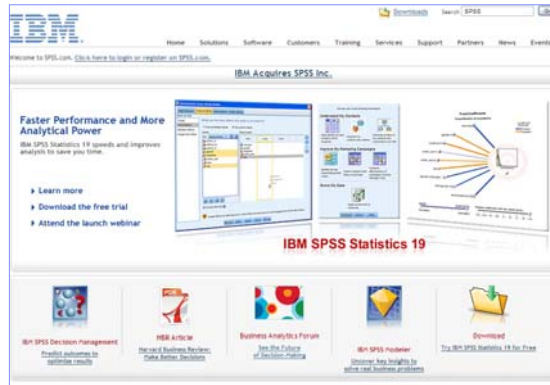 IBM
Downloads Search SPSS
Home Solutions Software Customers Training Services Support Partners News Events
Welcome to SPSS.com. Click here to login or register on SPSS.com.
IBM Acquires SPSS Inc.
Faster Performance and More
Analytical Power
IBM SPSS Statistics 19 speeds and improves
analysis to save you time.
Learn more
Download the free trial
Attend the launch webinar
IBM SPSS Statistics 19
IBM SPSS Decision Management
Predict outcomes to
optimize results
HBR Article
Harvard Business Review:
Make Better Decisions
Business Analytics Forum
See the Future
of Decision-Making
IBM SPSS Modeler
Uncover key insights to
solve real business problems
Download
Try IBM SPSS Statistics 19 for Free